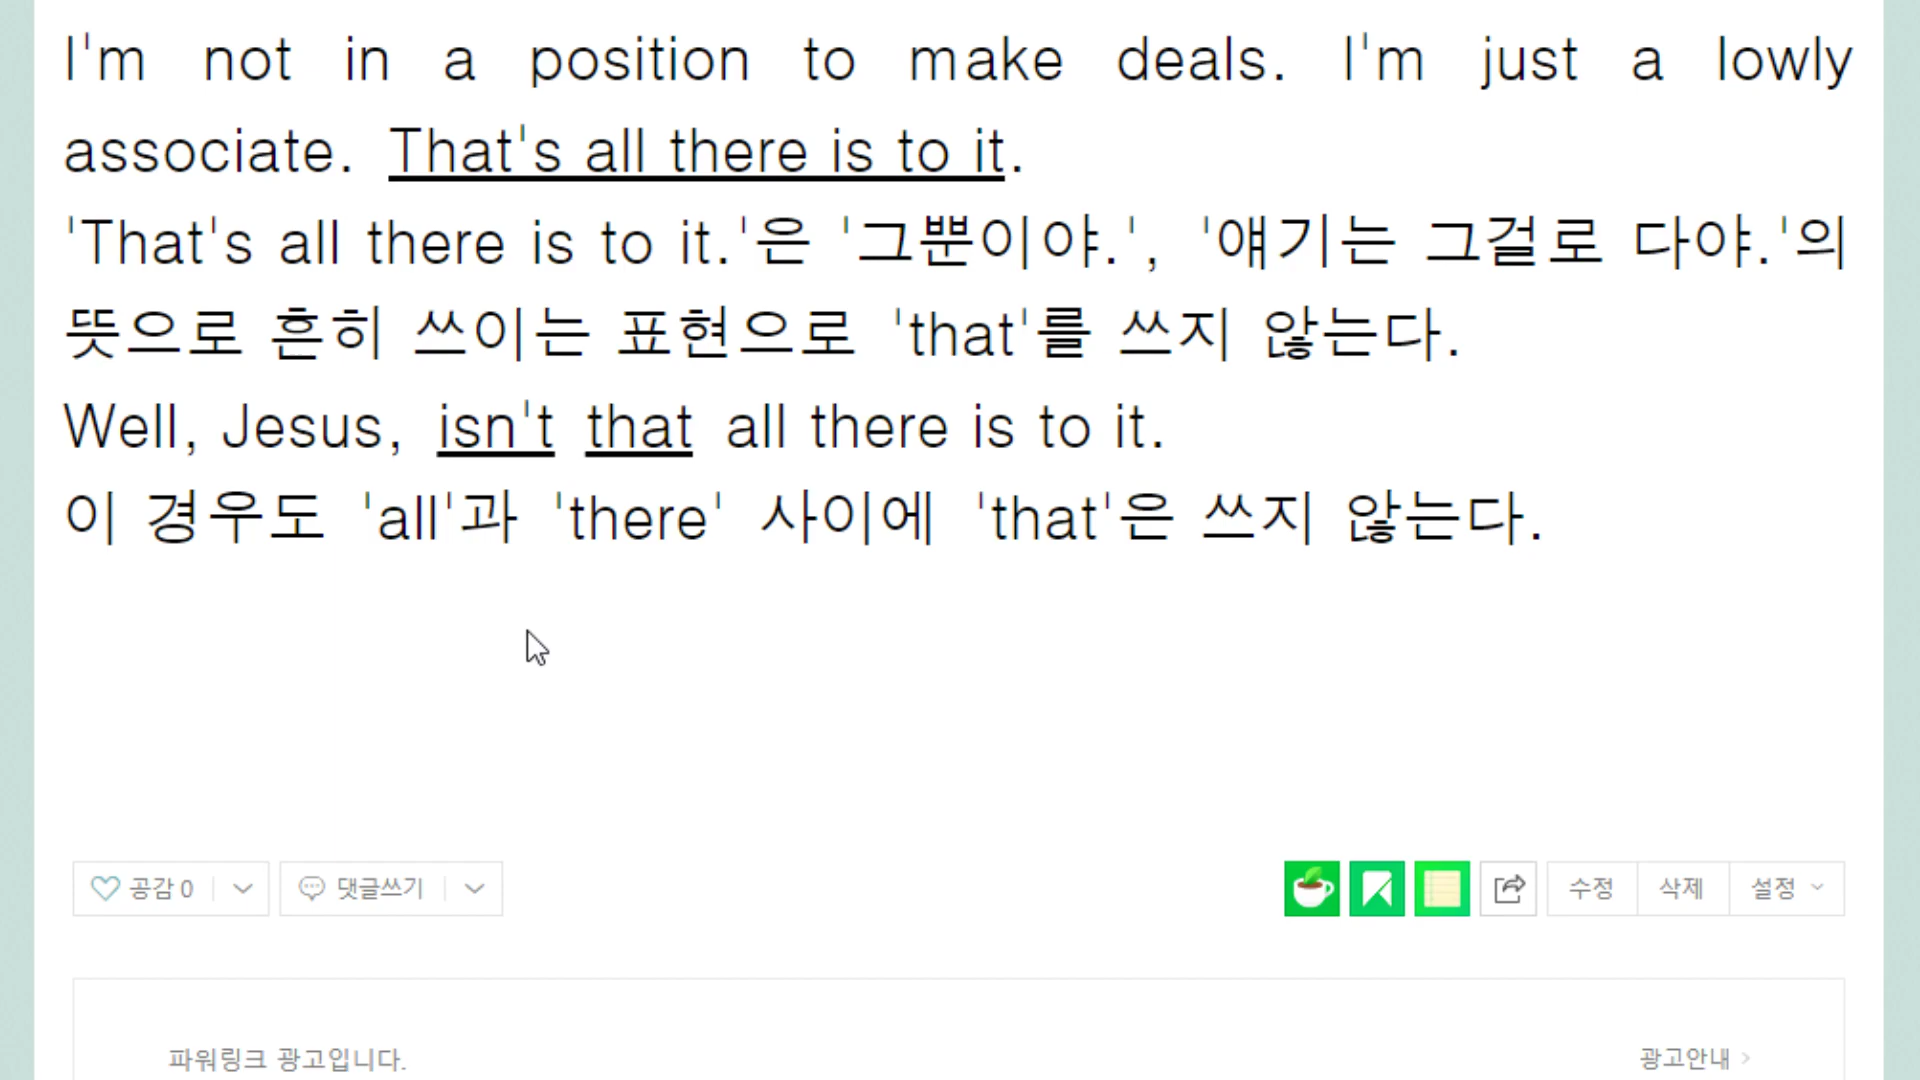 I'm not in a position to make deals. I'm just a lowly
associate. That's all there is to it.
'That's all there is to it.'은 '그뿐이야.', '얘기는 그걸로 다야.'의
뜻으로 흔히 쓰이는 표현으로 'that'를 쓰지 않는다.
Well, Jesus, isn't that all there is to it.
이 경우도 'all'과 'there' 사이에 'that'은 쓰지 않는다.
공감 0 댓글쓰기 수정 삭제 설정
파워링크 광고입니다. 광고안내